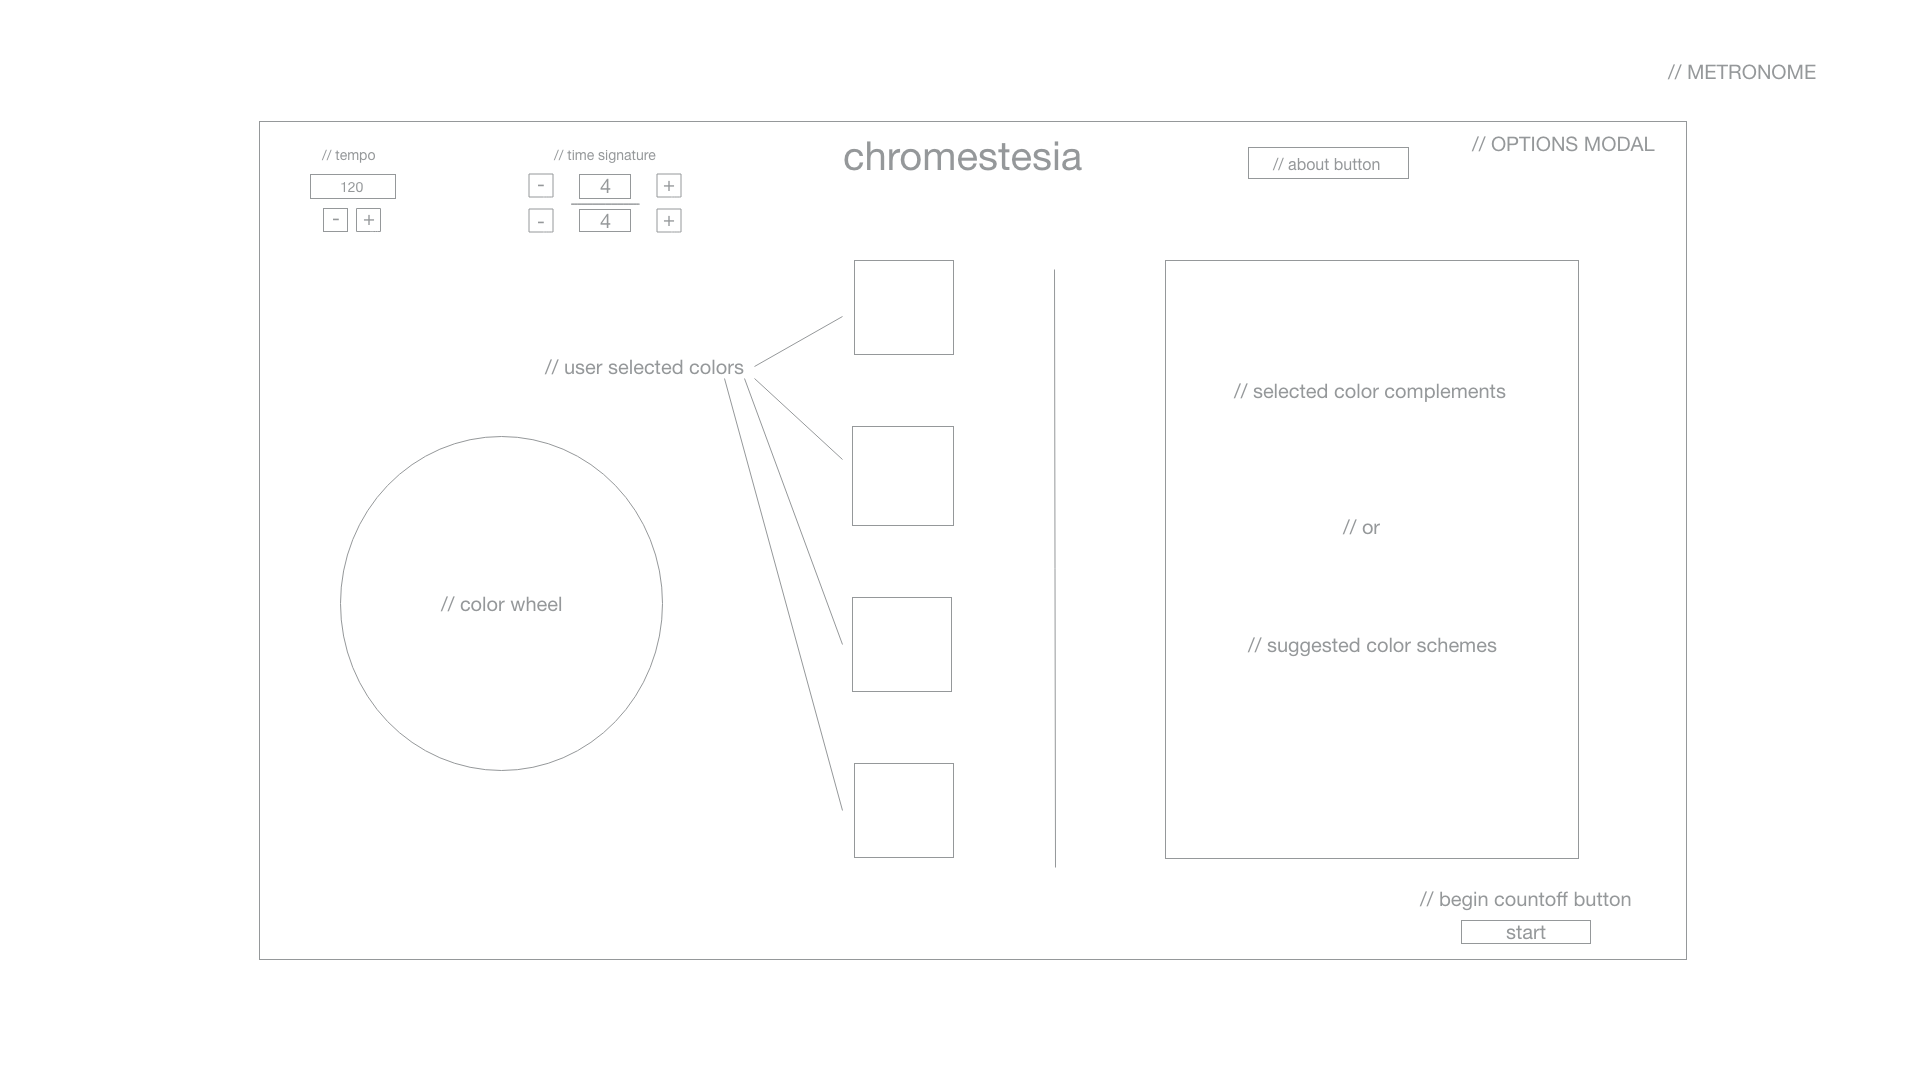 // METRONOME
// OPTIONS MODAL
chromestesia
// tempo
// time signature
// about button
120
- 4 +
- +
- 4 +
// user selected colors
// selected color complements
// or
// color wheel
// suggested color schemes
// begin countoff button
start